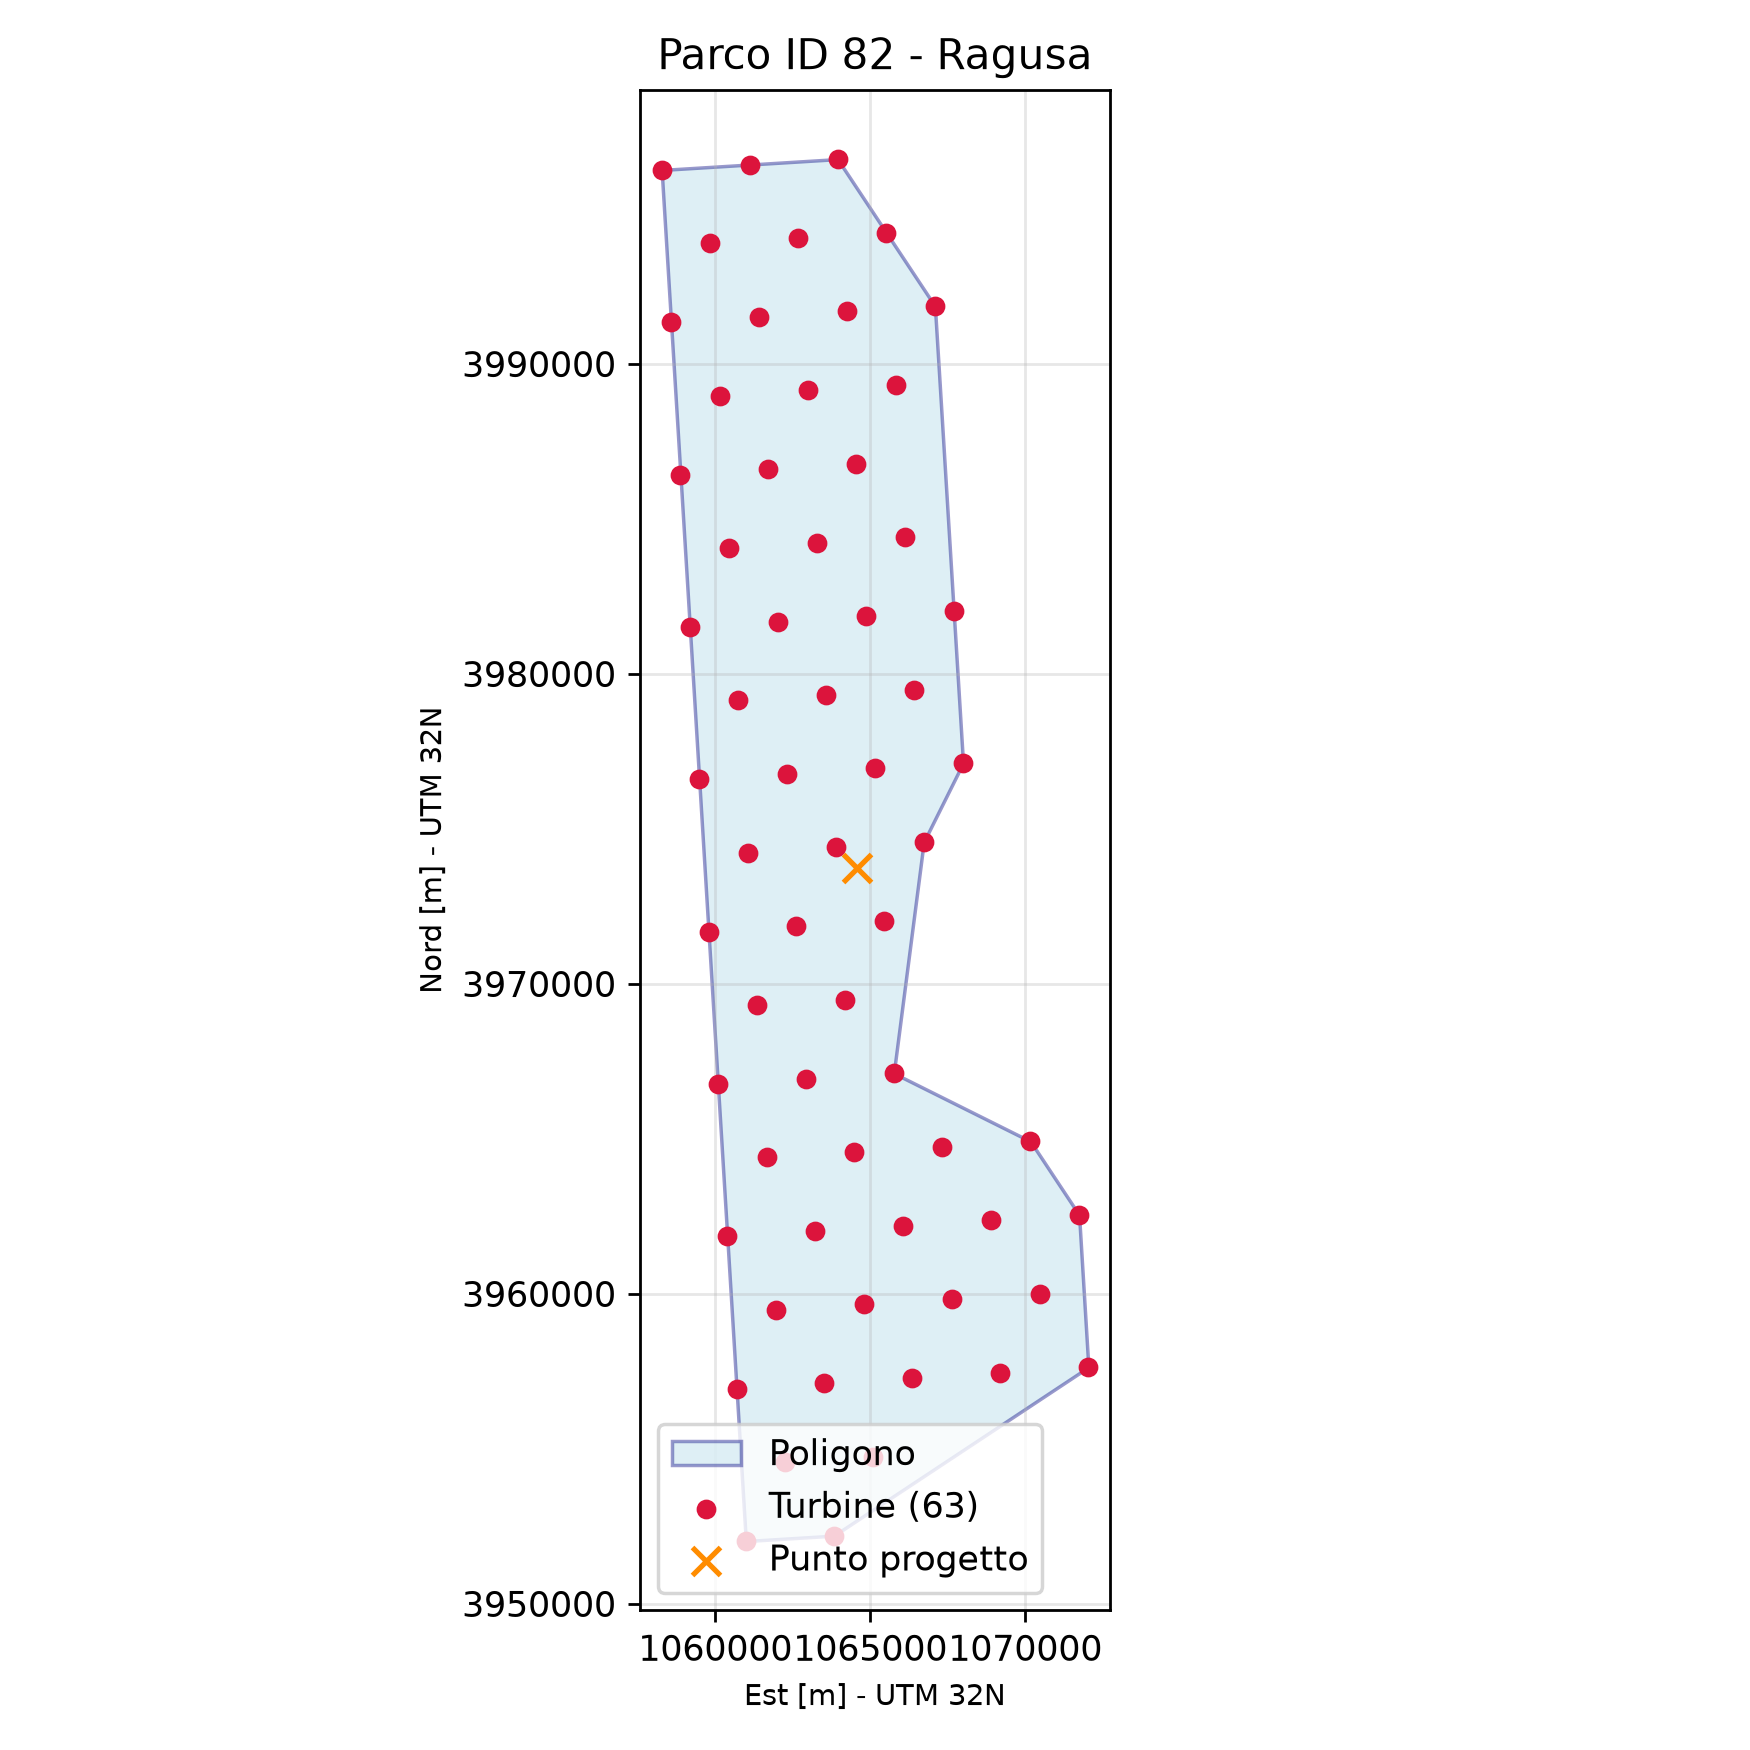 Parco ID 82 - Ragusa
3990000
3980000
3970000
3960000
3950000
Nord [m] - UTM 32N
Poligono
Turbine (63)
Punto progetto
1060000 1065000 1070000
Est [m] - UTM 32N